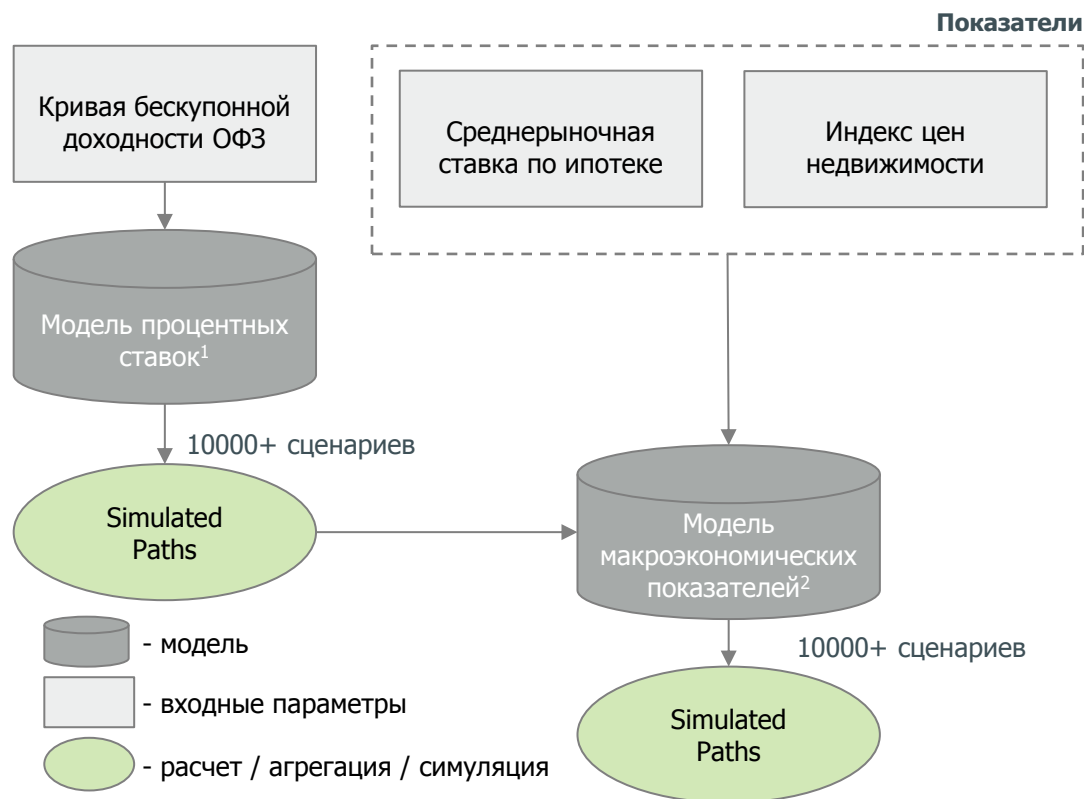 Показатели
Кривая бескупонной
доходности ОФЗ
Среднерыночная
ставка по ипотеке
Индекс цен
недвижимости
Модель процентных
ставок¹
10000+ сценариев
Simulated
Paths
Модель
макроэкономических
показателей²
10000+ сценариев
Simulated
Paths
- модель
- входные параметры
- расчет / агрегация / симуляция